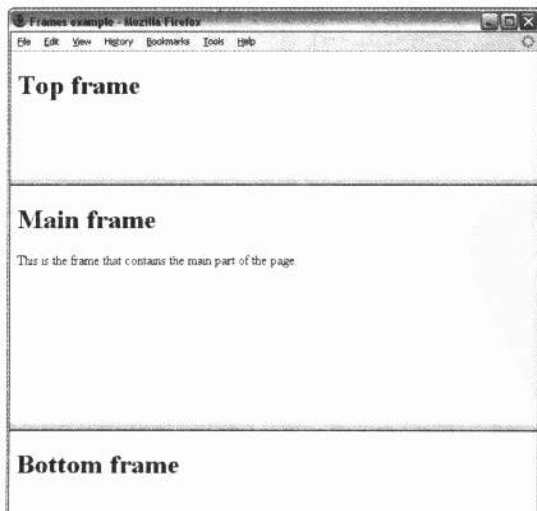 Frames example - Mozilla Firefox
File Edit View History Bookmarks Tools Help
Top frame
Main frame
This is the frame that contains the main part of the page.
Bottom frame